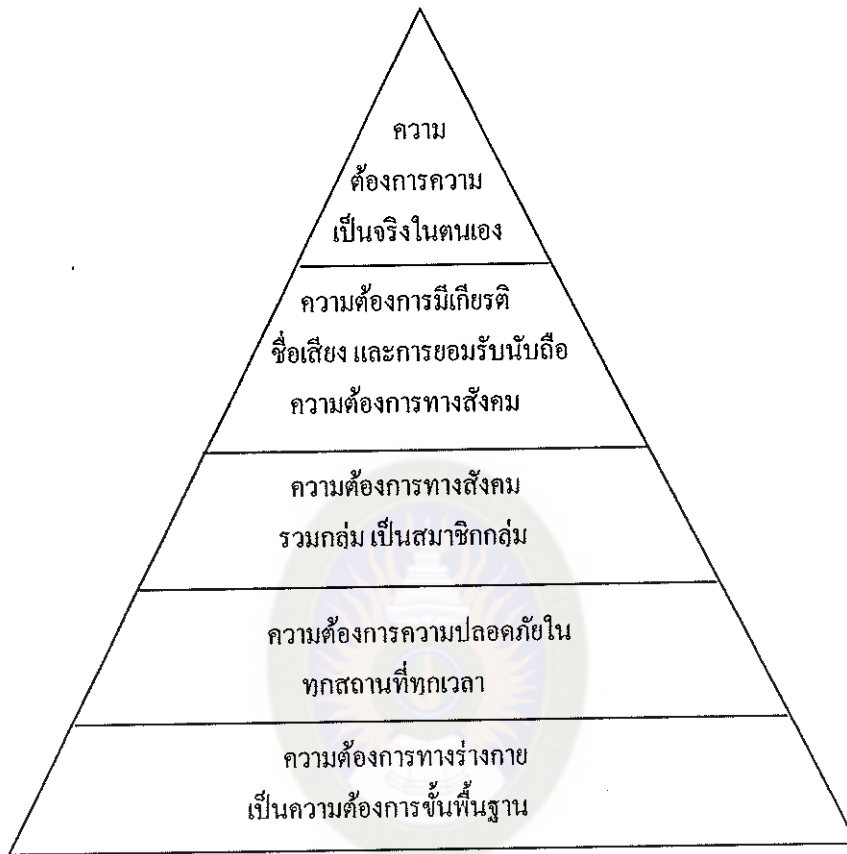 ความ
ต้องการความ
เป็นจริงในตนเอง
ความต้องการมีเกียรติ
ชื่อเสียง และการยอมรับนับถือ
ความต้องการทางสังคม
ความต้องการทางสังคม
รวมกลุ่ม เป็นสมาชิกกลุ่ม
ความต้องการความปลอดภัยใน
ทุกสถานที่ทุกเวลา
ความต้องการทางร่างกาย
เป็นความต้องการขั้นพื้นฐาน